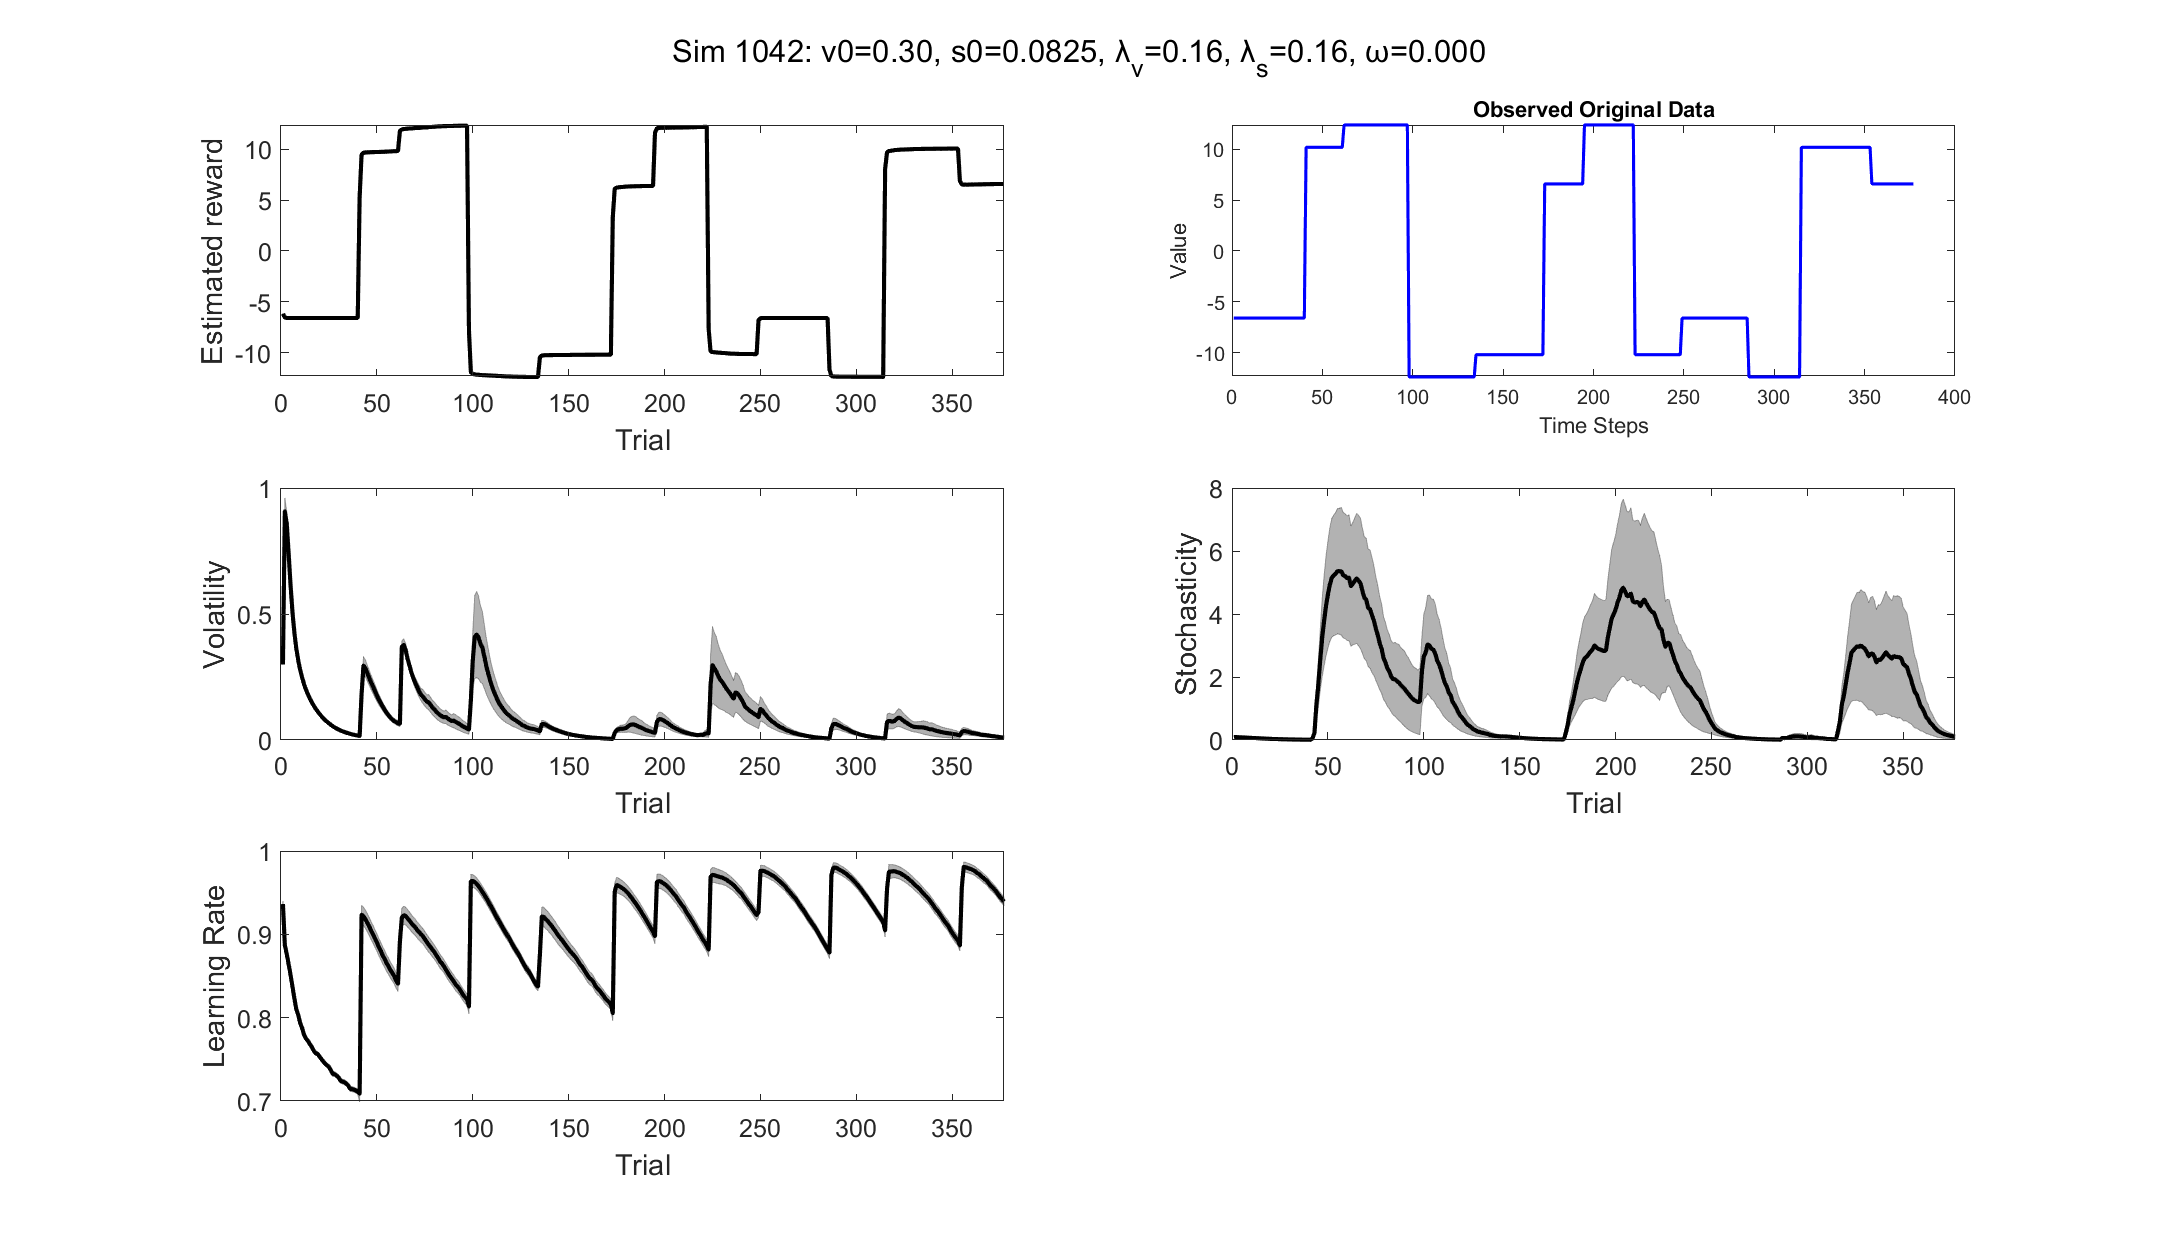 Sim 1042: v0=0.30, s0=0.0825, λ_v=0.16, λ_s=0.16, ω=0.000
Estimated reward
10
5
0
-5
-10
0 50 100 150 200 250 300 350
Trial
Observed Original Data
Value
10
5
0
-5
-10
0 50 100 150 200 250 300 350 400
Time Steps
Volatility
1
0.5
0
0 50 100 150 200 250 300 350
Trial
Stochasticity
8
6
4
2
0
0 50 100 150 200 250 300 350
Trial
Learning Rate
1
0.9
0.8
0.7
0 50 100 150 200 250 300 350
Trial